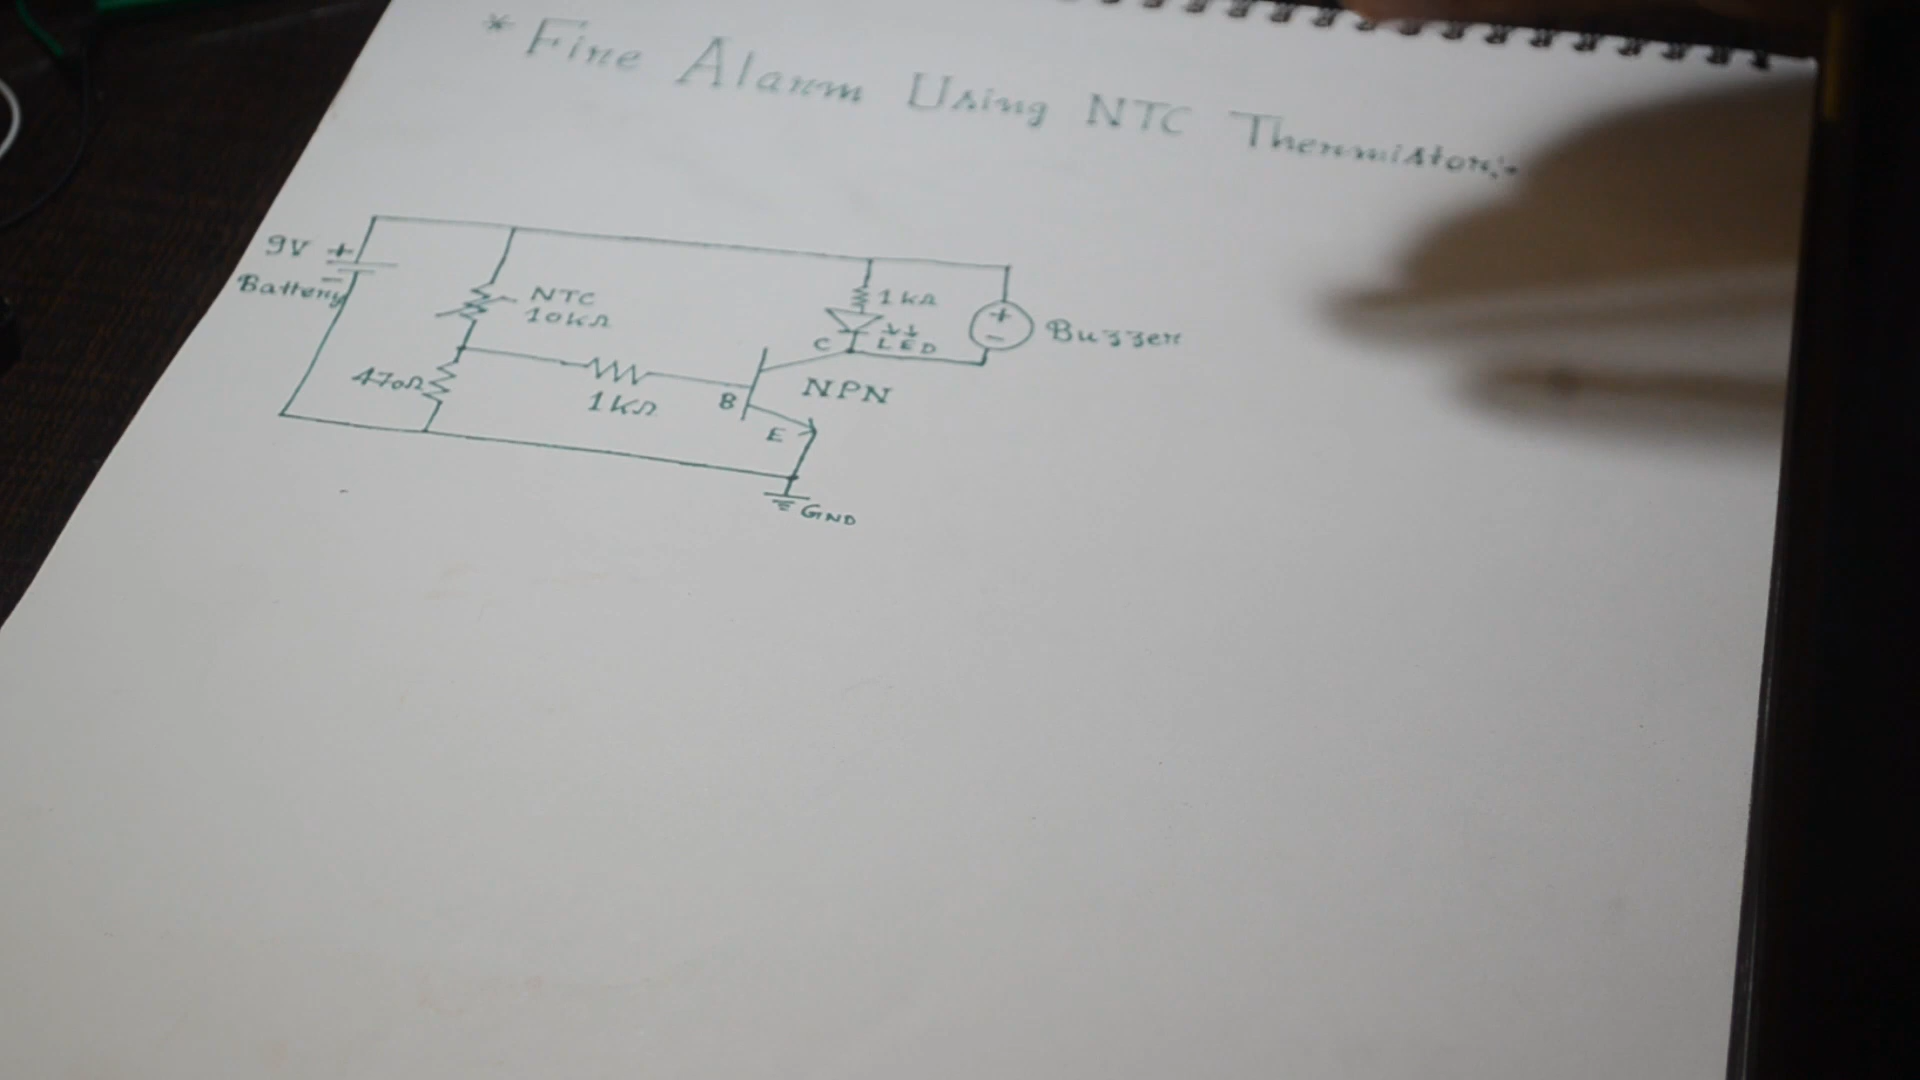 * Fire Alarm Using NTC Thermistor:-
9V +
Battery -
NTC
10kΩ
470Ω
1kΩ
B
C
E
NPN
1kΩ
LED
+
-
Buzzer
GND